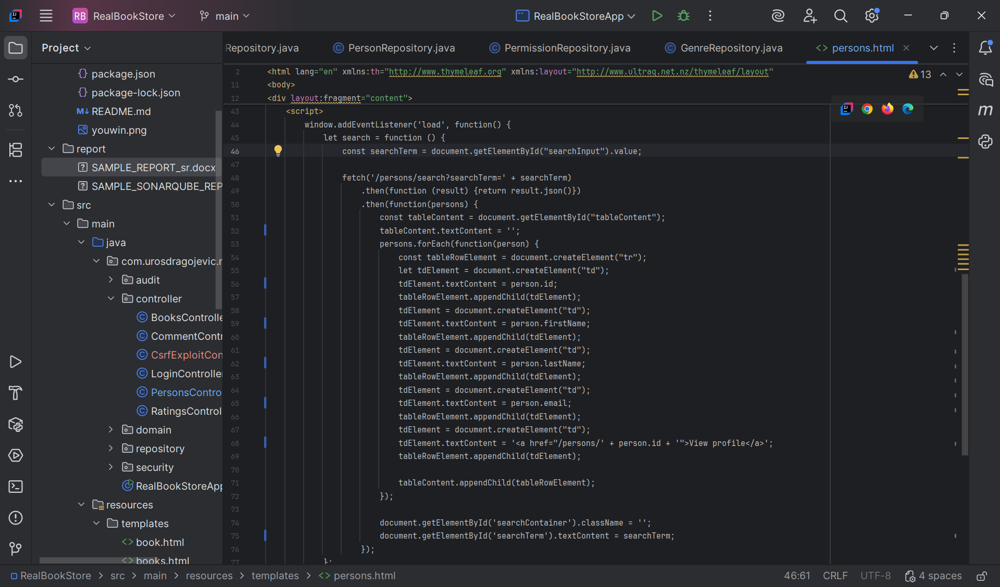 RB RealBookStore main RealBookStoreApp
Project
Repository.java PersonRepository.java PermissionRepository.java GenreRepository.java persons.html
package.json
package-lock.json
README.md
youwin.png
report
SAMPLE_REPORT_sr.docx
SAMPLE_SONARQUBE_REP
src
main
java
com.urosdragojevic.r
audit
controller
BooksControlle
CommentContr
CsrfExploitCon
LoginController
PersonsContro
RatingsControl
domain
repository
security
RealBookStoreApp
resources
templates
book.html
books.html
13
2 <html lang="en" xmlns:th="http://www.thymeleaf.org" xmlns:layout="http://www.ultraq.net.nz/thymeleaf/layout"
11 <body>
12 <div layout:fragment="content">
43 <script>
44 window.addEventListener('load', function() {
45 let search = function () {
46 const searchTerm = document.getElementById("searchInput").value;
47
48 fetch('/persons/search?searchTerm=' + searchTerm)
49 .then(function (result) {return result.json()})
50 .then(function(persons) {
51 const tableContent = document.getElementById("tableContent");
52 tableContent.textContent = '';
53 persons.forEach(function(person) {
54 const tableRowElement = document.createElement("tr");
55 let tdElement = document.createElement("td");
56 tdElement.textContent = person.id;
57 tableRowElement.appendChild(tdElement);
58 tdElement = document.createElement("td");
59 tdElement.textContent = person.firstName;
60 tableRowElement.appendChild(tdElement);
61 tdElement = document.createElement("td");
62 tdElement.textContent = person.lastName;
63 tableRowElement.appendChild(tdElement);
64 tdElement = document.createElement("td");
65 tdElement.textContent = person.email;
66 tableRowElement.appendChild(tdElement);
67 tdElement = document.createElement("td");
68 tdElement.textContent = '<a href="/persons/' + person.id + '">View profile</a>';
69 tableRowElement.appendChild(tdElement);
70
71 tableContent.appendChild(tableRowElement);
72 });
73
74 document.getElementById('searchContainer').className = '';
75 document.getElementById('searchTerm').textContent = searchTerm;
76 });
77 };
RealBookStore > src > main > resources > templates > persons.html
46:61 CRLF UTF-8 4 spaces